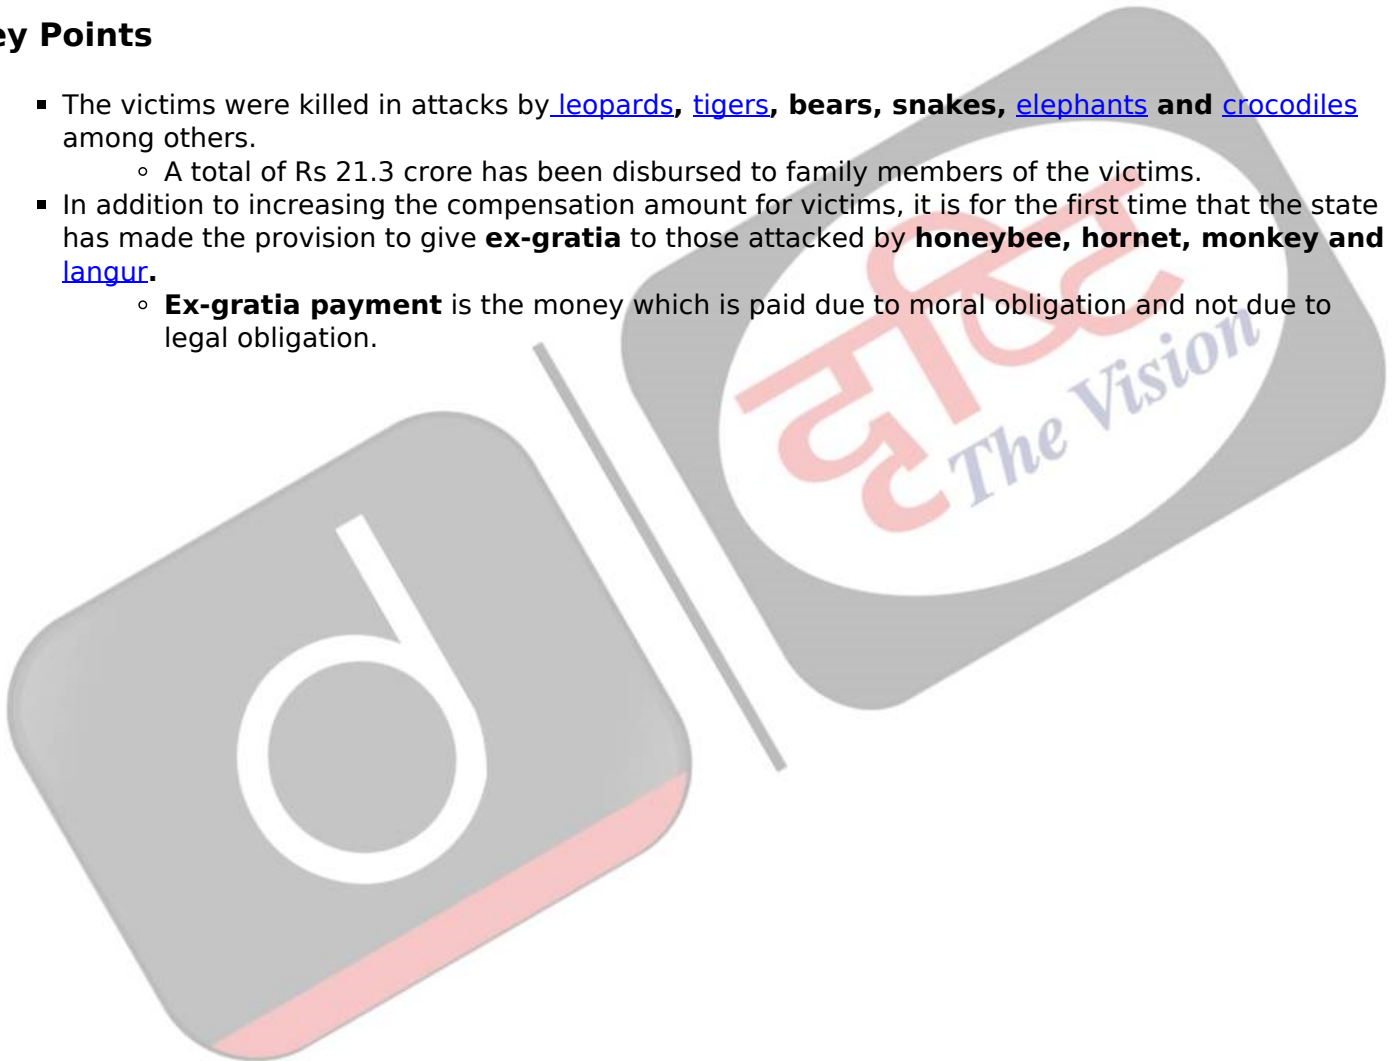 ey Points
▪ The victims were killed in attacks by leopards, tigers, bears, snakes, elephants and crocodiles
among others.
◦ A total of Rs 21.3 crore has been disbursed to family members of the victims.
▪ In addition to increasing the compensation amount for victims, it is for the first time that the state
has made the provision to give ex-gratia to those attacked by honeybee, hornet, monkey and
langur.
◦ Ex-gratia payment is the money which is paid due to moral obligation and not due to
legal obligation.
दृष्टि
The Vision
d